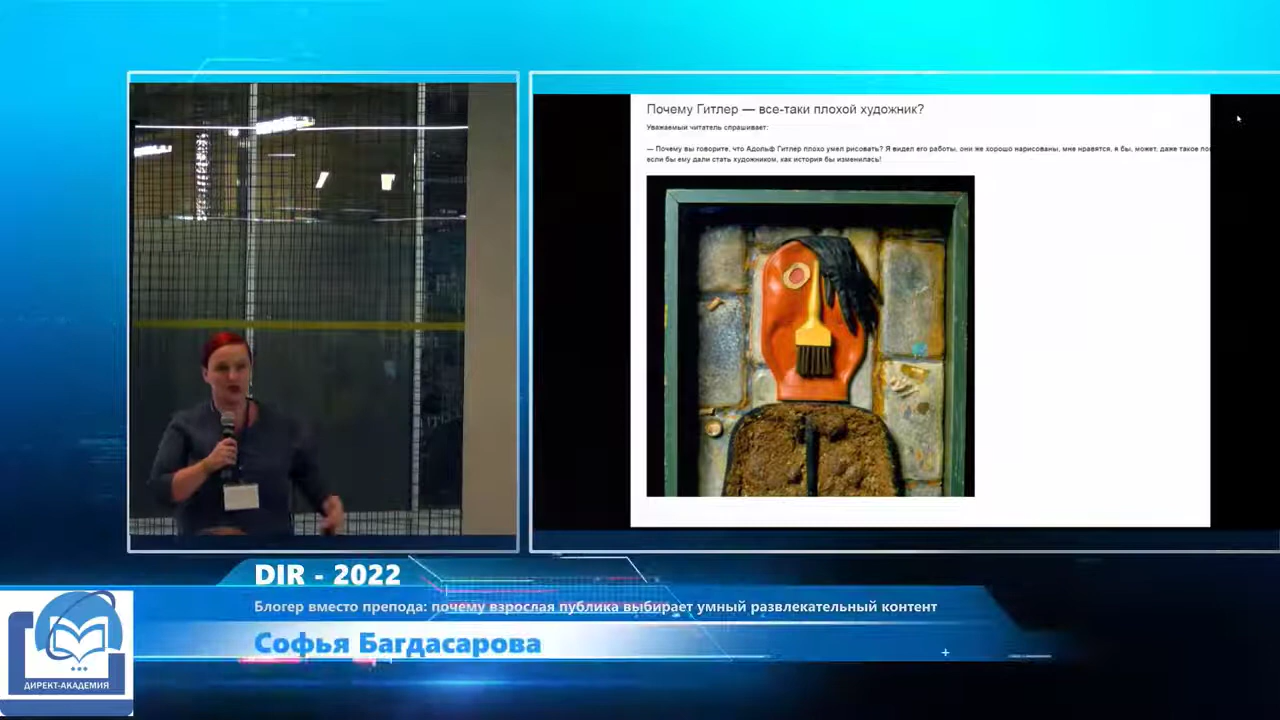 Почему Гитлер — все-таки плохой художник?
Уважаемый читатель спрашивает:
— Почему вы говорите, что Адольф Гитлер плохо умел рисовать? Я видел его работы, они же хорошо нарисованы, мне нравятся, я бы, может, даже такое
если бы ему дали стать художником, как история бы изменилась!
DIR - 2022
Блогер вместо препода: почему взрослая публика выбирает умный развлекательный контент
Софья Багдасарова
ДИРЕКТ-АКАДЕМИЯ